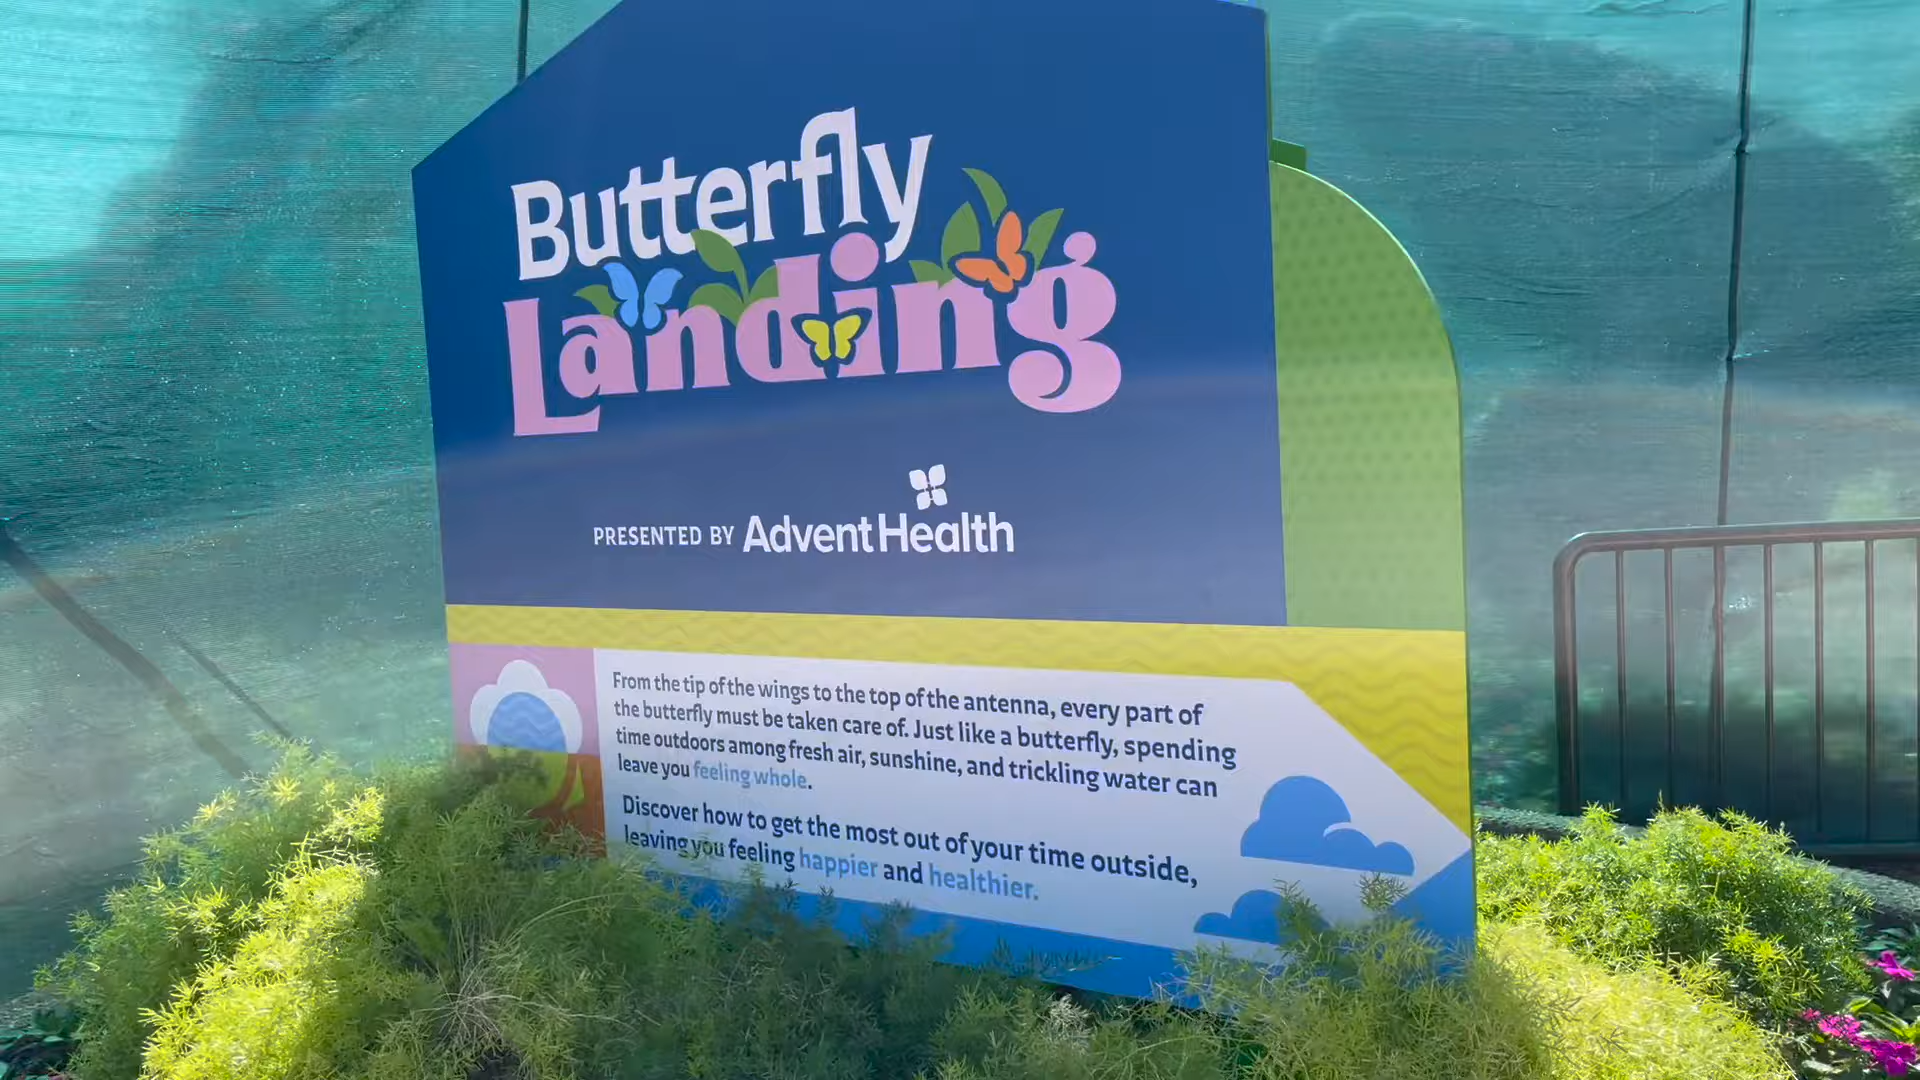 Butterfly
Landing
PRESENTED BY AdventHealth
From the tip of the wings to the top of the antenna, every part of
the butterfly must be taken care of. Just like a butterfly, spending
time outdoors among fresh air, sunshine, and trickling water can
leave you feeling whole.
Discover how to get the most out of your time outside,
leaving you feeling happier and healthier.